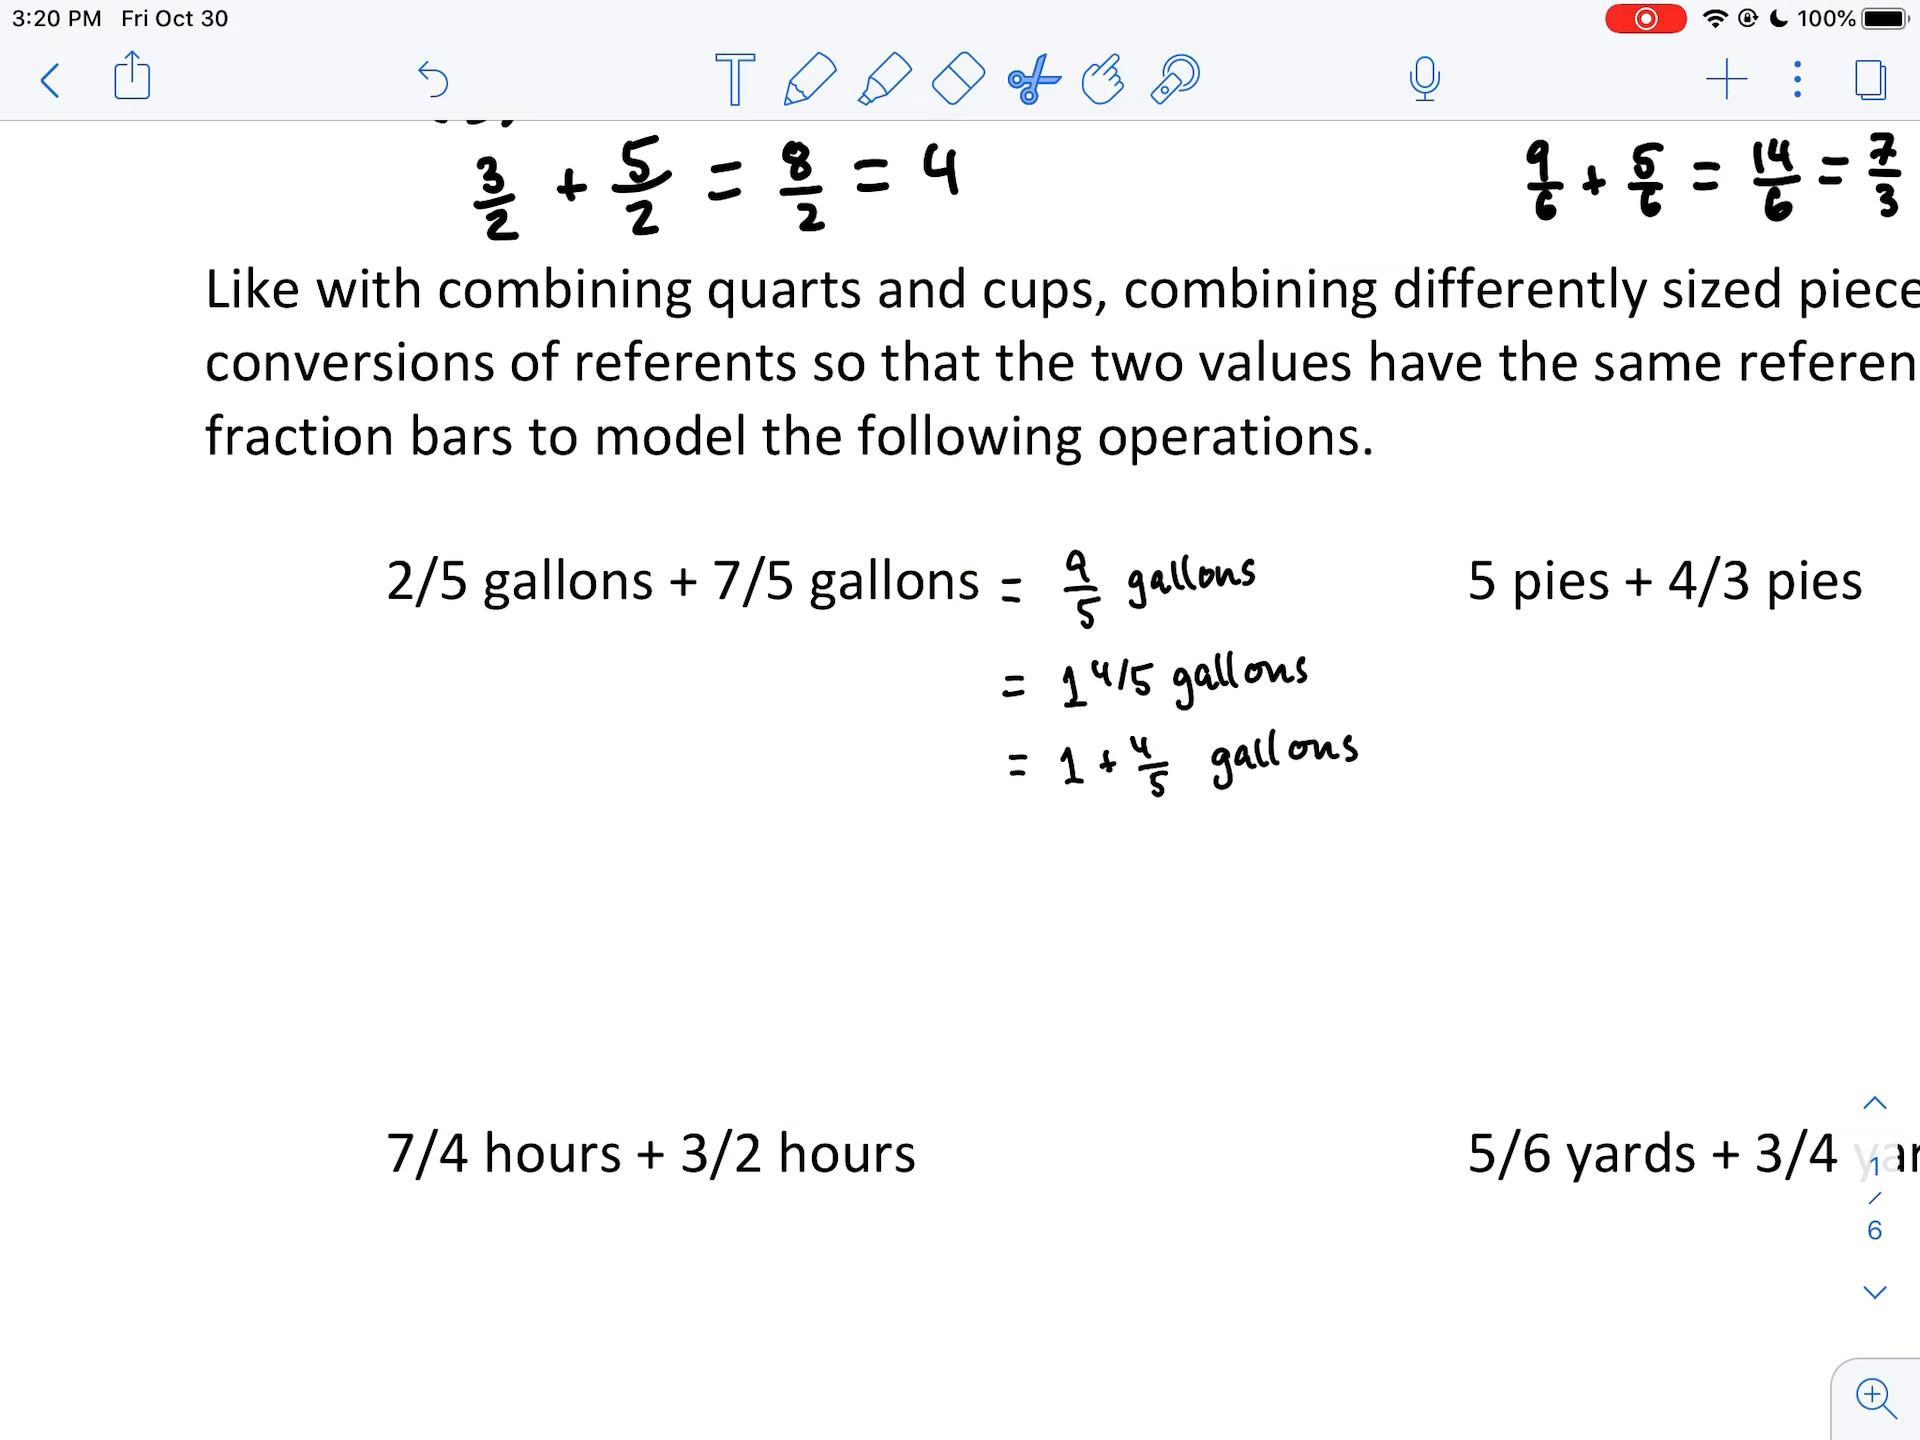 3:20 PM Fri Oct 30
100%
3/2 + 5/2 = 8/2 = 4
9/6 + 5/6 = 14/6 = 7/3
Like with combining quarts and cups, combining differently sized piece
conversions of referents so that the two values have the same referen
fraction bars to model the following operations.
2/5 gallons + 7/5 gallons = 9/5 gallons
= 1 4/5 gallons
= 1 + 4/5 gallons
5 pies + 4/3 pies
7/4 hours + 3/2 hours
5/6 yards + 3/4 yar
1
/
6